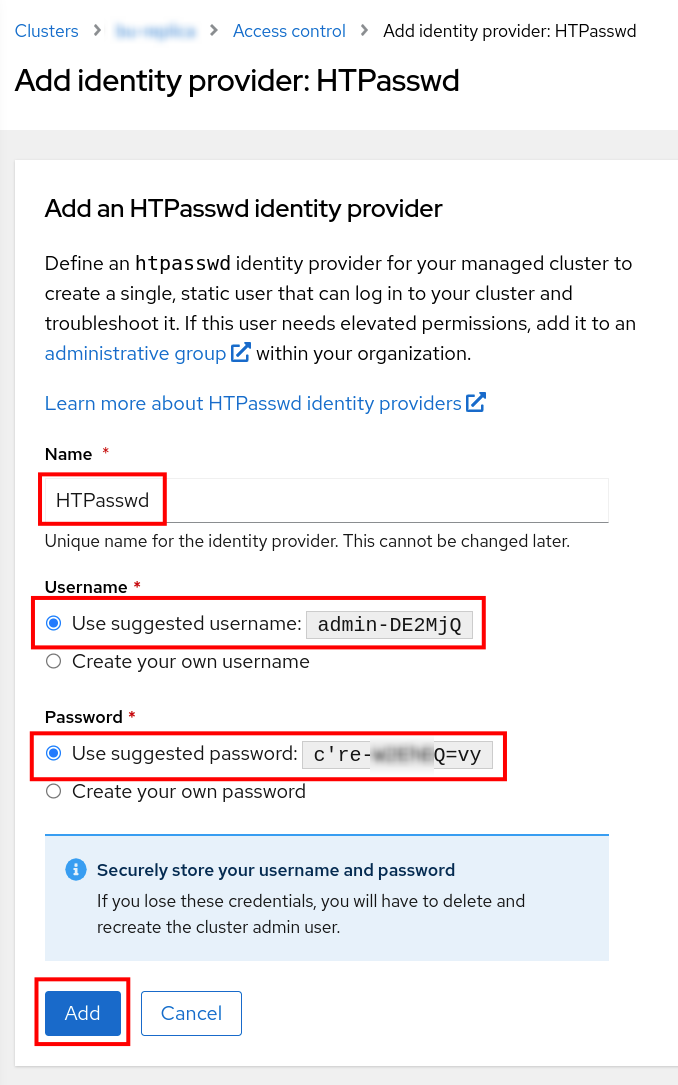 Clusters > > Access control > Add identity provider: HTPasswd
Add identity provider: HTPasswd
Add an HTPasswd identity provider
Define an htpasswd identity provider for your managed cluster to
create a single, static user that can log in to your cluster and
troubleshoot it. If this user needs elevated permissions, add it to an
administrative group within your organization.
Learn more about HTPasswd identity providers
Name *
HTPasswd
Unique name for the identity provider. This cannot be changed later.
Username *
Use suggested username: admin-DE2MjQ
Create your own username
Password *
Use suggested password: c're- Q=vy
Create your own password
Securely store your username and password
If you lose these credentials, you will have to delete and
recreate the cluster admin user.
Add Cancel